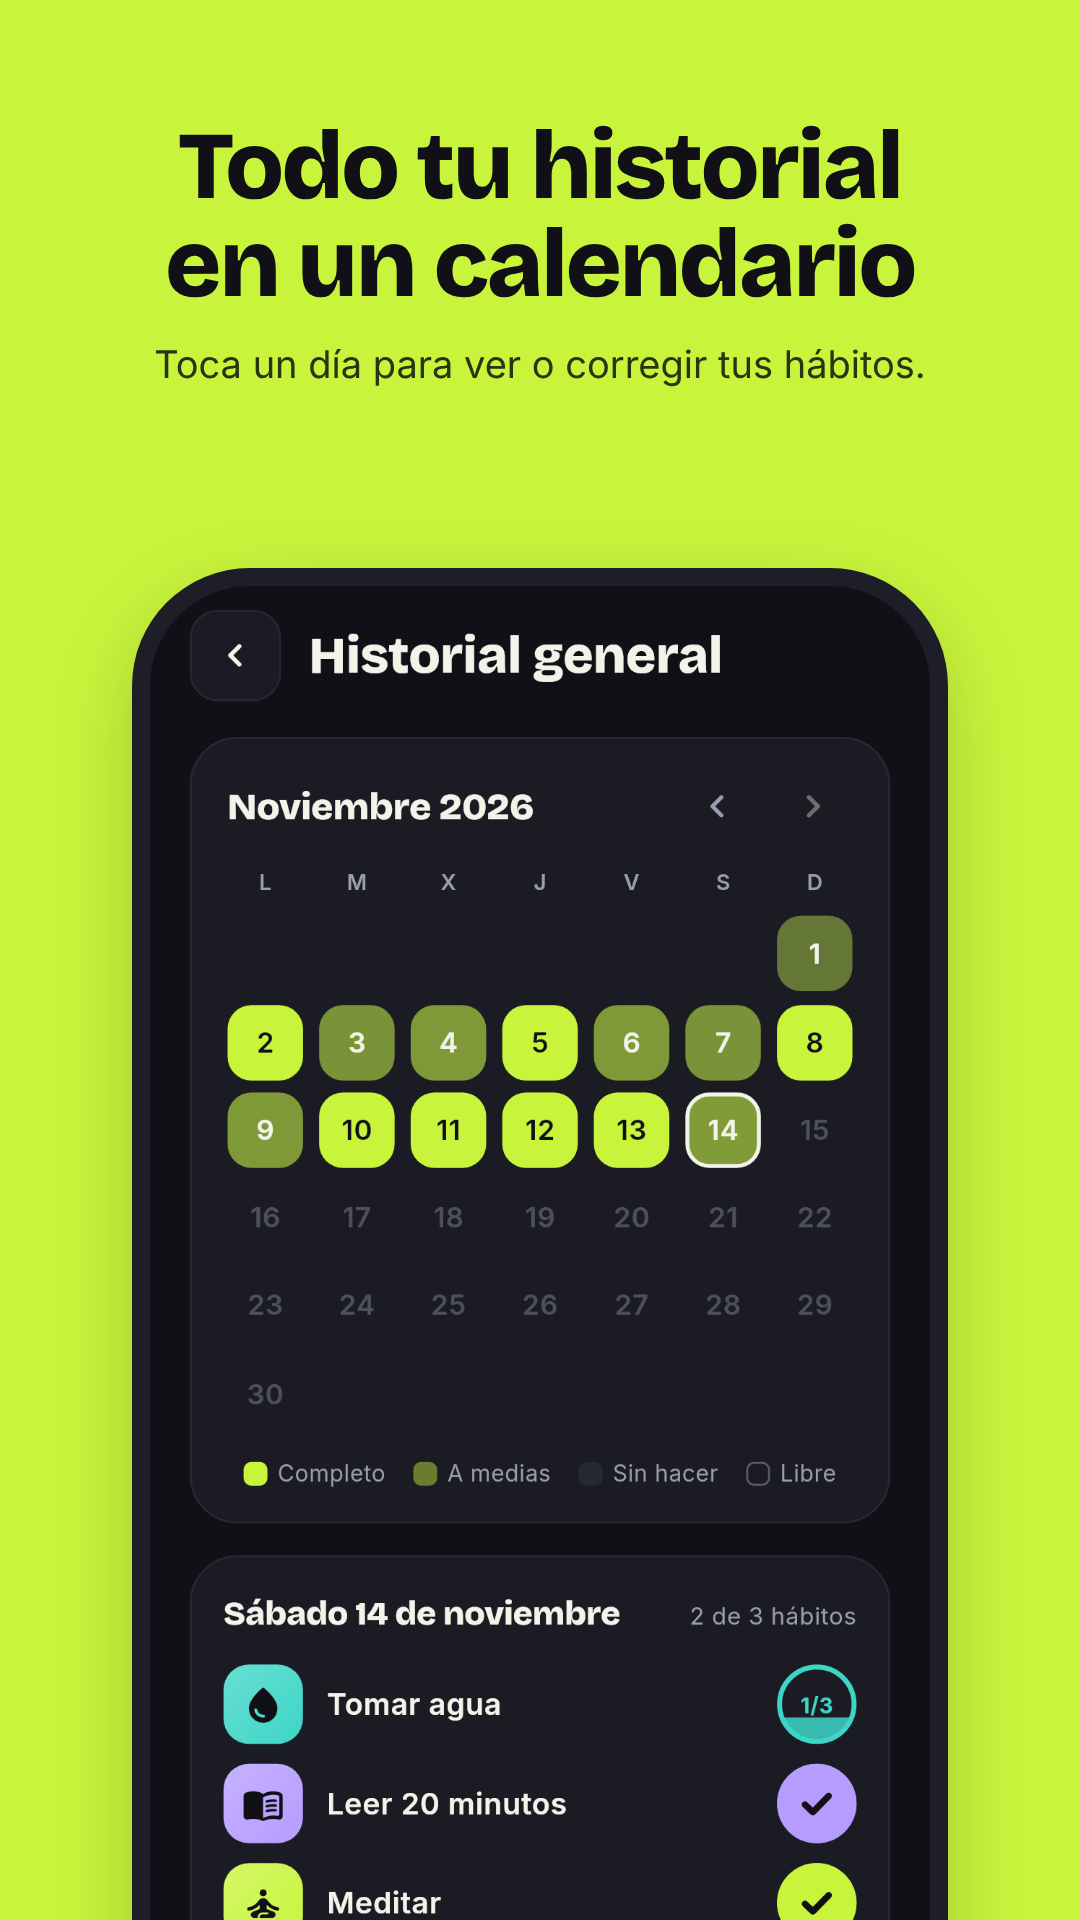 Todo tu historial
en un calendario
Toca un día para ver o corregir tus hábitos.
Historial general
Noviembre 2026
L M X J V S D
1
2 3 4 5 6 7 8
9 10 11 12 13 14 15
16 17 18 19 20 21 22
23 24 25 26 27 28 29
30
Completo A medias Sin hacer Libre
Sábado 14 de noviembre 2 de 3 hábitos
Tomar agua 1/3
Leer 20 minutos
Meditar